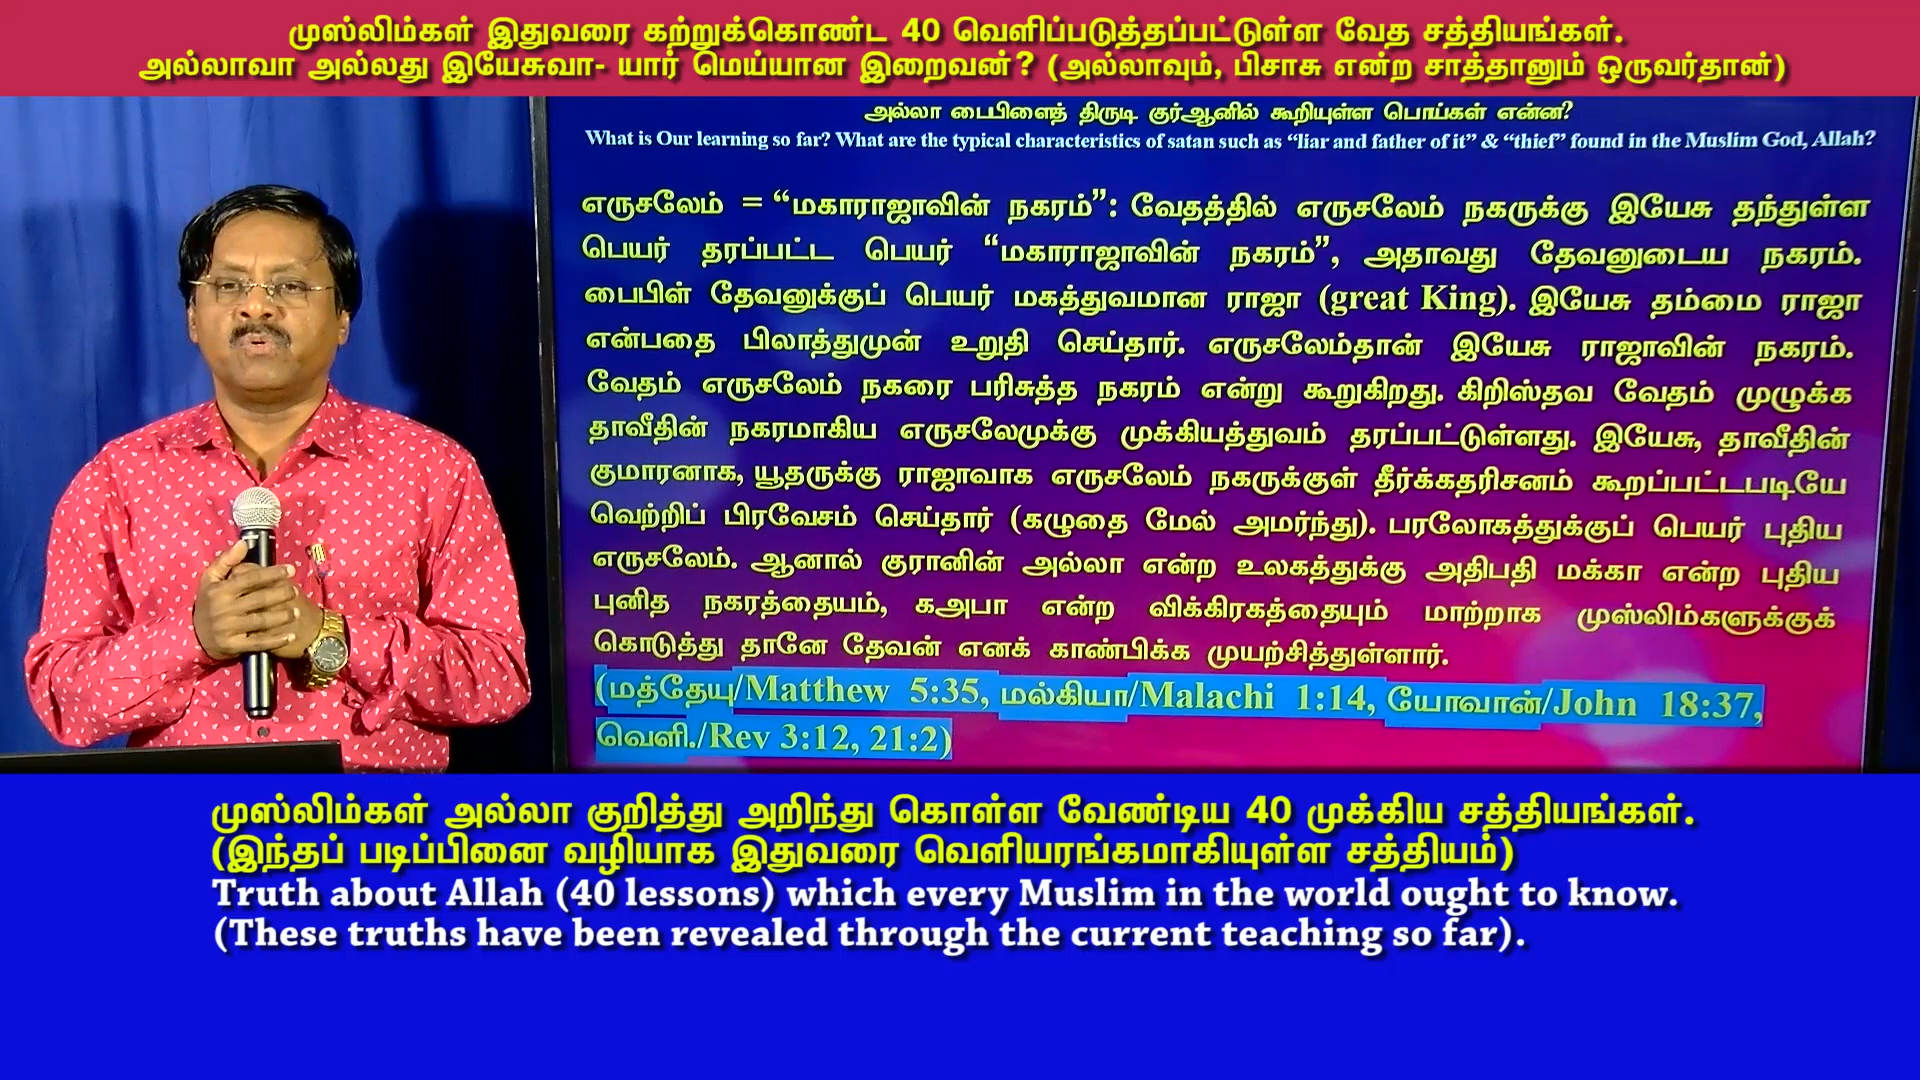 முஸ்லிம்கள் இதுவரை கற்றுக்கொண்ட 40 வெளிப்படுத்தப்பட்டுள்ள வேத சத்தியங்கள்.
அல்லாவா அல்லது இயேசுவா- யார் மெய்யான இறைவன்? (அல்லாவும், பிசாசு என்ற சாத்தானும் ஒருவர்தான்)
அல்லா பைபிளைத் திருடி குர்ஆனில் கூறியுள்ள பொய்கள் என்ன?
What is Our learning so far? What are the typical characteristics of satan such as “liar and father of it” & “thief” found in the Muslim God, Allah?
எருசலேம் = “மகாராஜாவின் நகரம்”: வேதத்தில் எருசலேம் நகருக்கு இயேசு தந்துள்ள
பெயர் தரப்பட்ட பெயர் “மகாராஜாவின் நகரம்”, அதாவது தேவனுடைய நகரம்.
பைபிள் தேவனுக்குப் பெயர் மகத்துவமான ராஜா (great King). இயேசு தம்மை ராஜா
என்பதை பிலாத்துமுன் உறுதி செய்தார். எருசலேம்தான் இயேசு ராஜாவின் நகரம்.
வேதம் எருசலேம் நகரை பரிசுத்த நகரம் என்று கூறுகிறது. கிறிஸ்தவ வேதம் முழுக்க
தாவீதின் நகரமாகிய எருசலேமுக்கு முக்கியத்துவம் தரப்பட்டுள்ளது. இயேசு, தாவீதின்
குமாரனாக, யூதருக்கு ராஜாவாக எருசலேம் நகருக்குள் தீர்க்கதரிசனம் கூறப்பட்டபடியே
வெற்றிப் பிரவேசம் செய்தார் (கழுதை மேல் அமர்ந்து). பரலோகத்துக்குப் பெயர் புதிய
எருசலேம். ஆனால் குரானின் அல்லா என்ற உலகத்துக்கு அதிபதி மக்கா என்ற புதிய
புனித நகரத்தையம், கஅபா என்ற விக்கிரகத்தையும் மாற்றாக முஸ்லிம்களுக்குக்
கொடுத்து தானே தேவன் எனக் காண்பிக்க முயற்சித்துள்ளார்.
(மத்தேயு/Matthew 5:35, மல்கியா/Malachi 1:14, யோவான்/John 18:37,
வெளி./Rev 3:12, 21:2)
முஸ்லிம்கள் அல்லா குறித்து அறிந்து கொள்ள வேண்டிய 40 முக்கிய சத்தியங்கள்.
(இந்தப் படிப்பினை வழியாக இதுவரை வெளியரங்கமாகியுள்ள சத்தியம்)
Truth about Allah (40 lessons) which every Muslim in the world ought to know.
(These truths have been revealed through the current teaching so far).